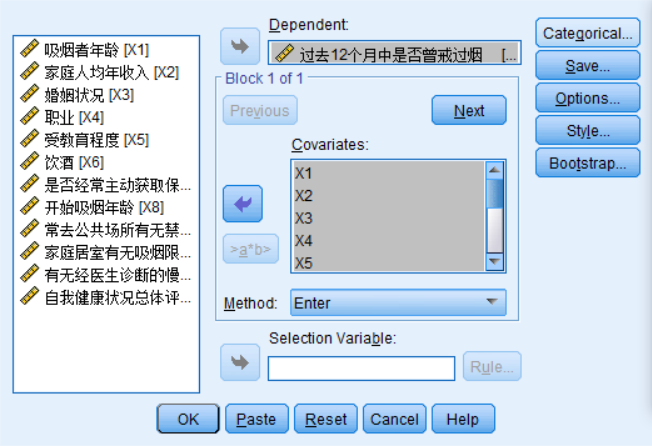 吸烟者年龄 [X1]
家庭人均年收入 [X2]
婚姻状况 [X3]
职业 [X4]
受教育程度 [X5]
饮酒 [X6]
是否经常主动获取保...
开始吸烟年龄 [X8]
常去公共场所有无禁...
家庭居室有无吸烟限...
有无经医生诊断的慢...
自我健康状况总体评...
Dependent:
过去12个月中是否曾戒过烟 [...
Block 1 of 1
Previous
Next
Covariates:
X1
X2
X3
X4
X5
>a*b>
Method: Enter
Selection Variable:
Rule...
Categorical...
Save...
Options...
Style...
Bootstrap...
OK Paste Reset Cancel Help